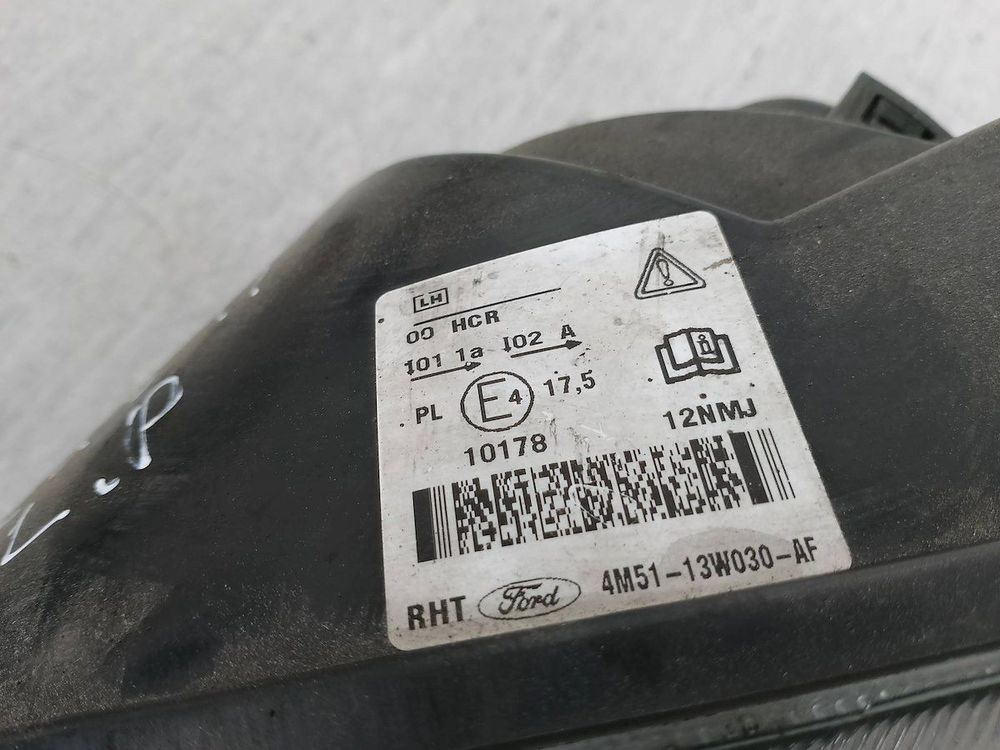 LH
00 HCR
101 1a 102 A
PL E4 17,5
10178
12NMJ
RHT Ford 4M51-13W030-AF